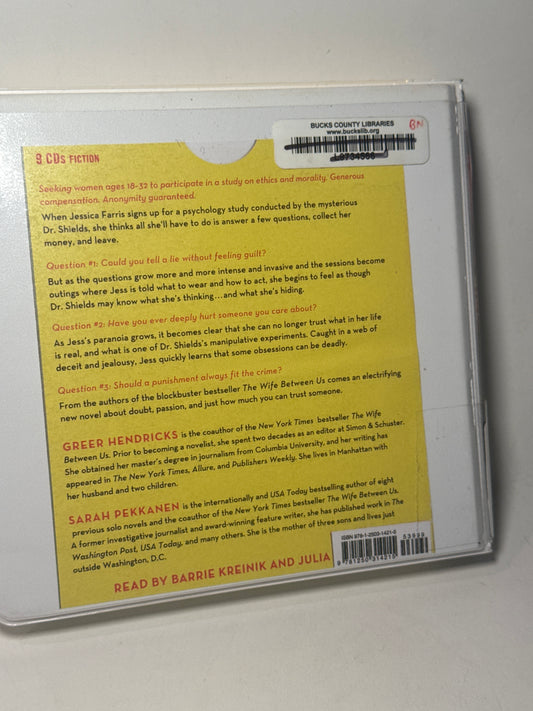 BUCKS COUNTY LIBRARIES
www.buckslib.org
BN
9 CDs FICTION
Seeking women ages 18-32 to participate in a study on ethics and morality. Generous
compensation. Anonymity guaranteed.
When Jessica Farris signs up for a psychology study conducted by the mysterious
Dr. Shields, she thinks all she'll have to do is answer a few questions, collect her
money, and leave.
Question #1: Could you tell a lie without feeling guilt?
But as the questions grow more and more intense and invasive and the sessions become
outings where Jess is told what to wear and how to act, she begins to feel as though
Dr. Shields may know what she's thinking...and what she's hiding.
Question #2: Have you ever deeply hurt someone you care about?
As Jess's paranoia grows, it becomes clear that she can no longer trust what in her life
is real, and what is one of Dr. Shields's manipulative experiments. Caught in a web of
deceit and jealousy, Jess quickly learns that some obsessions can be deadly.
Question #3: Should a punishment always fit the crime?
From the authors of the blockbuster bestseller The Wife Between Us comes an electrifying
new novel about doubt, passion, and just how much you can trust someone.
GREER HENDRICKS is the coauthor of the New York Times bestseller The Wife
Between Us. Prior to becoming a novelist, she spent two decades as an editor at Simon & Schuster.
She obtained her master's degree in journalism from Columbia University, and her writing has
appeared in The New York Times, Allure, and Publishers Weekly. She lives in Manhattan with
her husband and two children.
SARAH PEKKANEN is the internationally and USA Today bestselling author of eight
previous solo novels and the coauthor of the New York Times bestseller The Wife Between Us.
A former investigative journalist and award-winning feature writer, she has published work in The
Washington Post, USA Today, and many others. She is the mother of three sons and lives just
outside Washington, D.C.
READ BY BARRIE KREINIK AND JULIA
ISBN 978-1-2503-1421-5
53999
9 781250 314215